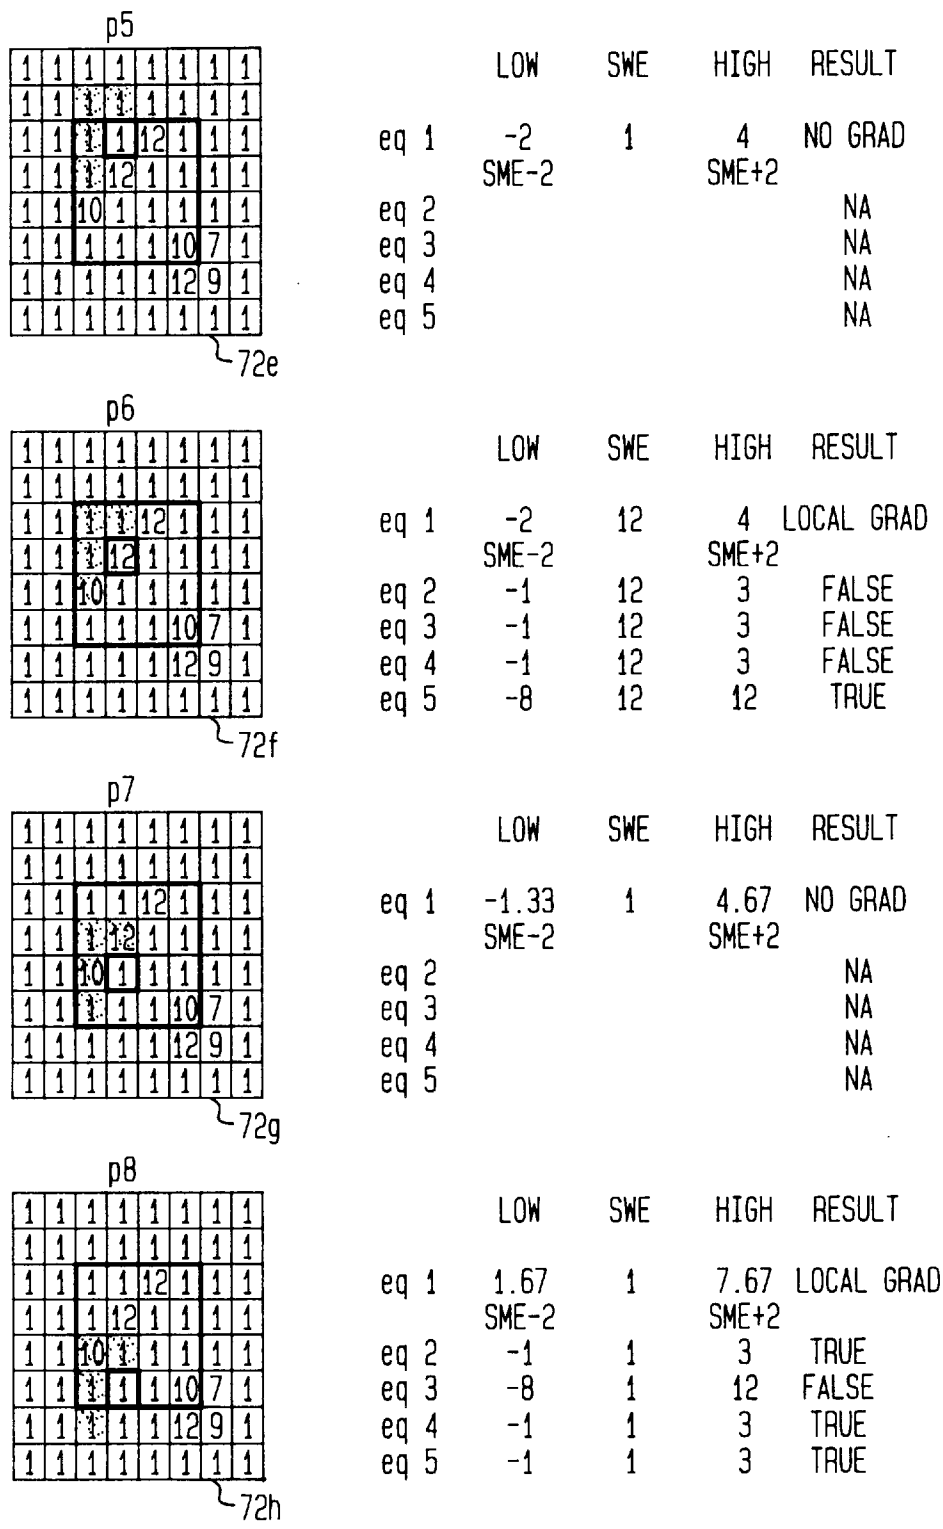 p5
1 1 1 1 1 1 1 1
1 1 1 1 1 1 1 1
1 1 1 1 12 1 1 1
1 1 1 12 1 1 1 1
1 1 10 1 1 1 1 1
1 1 1 1 1 10 7 1
1 1 1 1 1 12 9 1
1 1 1 1 1 1 1 1
72e
LOW SWE HIGH RESULT
eq 1 -2 1 4 NO GRAD
SME-2 SME+2
eq 2 NA
eq 3 NA
eq 4 NA
eq 5 NA
p6
1 1 1 1 1 1 1 1
1 1 1 1 1 1 1 1
1 1 1 1 12 1 1 1
1 1 1 12 1 1 1 1
1 1 10 1 1 1 1 1
1 1 1 1 1 10 7 1
1 1 1 1 1 12 9 1
1 1 1 1 1 1 1 1
72f
LOW SWE HIGH RESULT
eq 1 -2 12 4 LOCAL GRAD
SME-2 SME+2
eq 2 -1 12 3 FALSE
eq 3 -1 12 3 FALSE
eq 4 -1 12 3 FALSE
eq 5 -8 12 12 TRUE
p7
1 1 1 1 1 1 1 1
1 1 1 1 1 1 1 1
1 1 1 1 12 1 1 1
1 1 1 12 1 1 1 1
1 1 10 1 1 1 1 1
1 1 1 1 1 10 7 1
1 1 1 1 1 12 9 1
1 1 1 1 1 1 1 1
72g
LOW SWE HIGH RESULT
eq 1 -1.33 1 4.67 NO GRAD
SME-2 SME+2
eq 2 NA
eq 3 NA
eq 4 NA
eq 5 NA
p8
1 1 1 1 1 1 1 1
1 1 1 1 1 1 1 1
1 1 1 1 12 1 1 1
1 1 1 12 1 1 1 1
1 1 10 1 1 1 1 1
1 1 1 1 1 10 7 1
1 1 1 1 1 12 9 1
1 1 1 1 1 1 1 1
72h
LOW SWE HIGH RESULT
eq 1 1.67 1 7.67 LOCAL GRAD
SME-2 SME+2
eq 2 -1 1 3 TRUE
eq 3 -8 1 12 FALSE
eq 4 -1 1 3 TRUE
eq 5 -1 1 3 TRUE